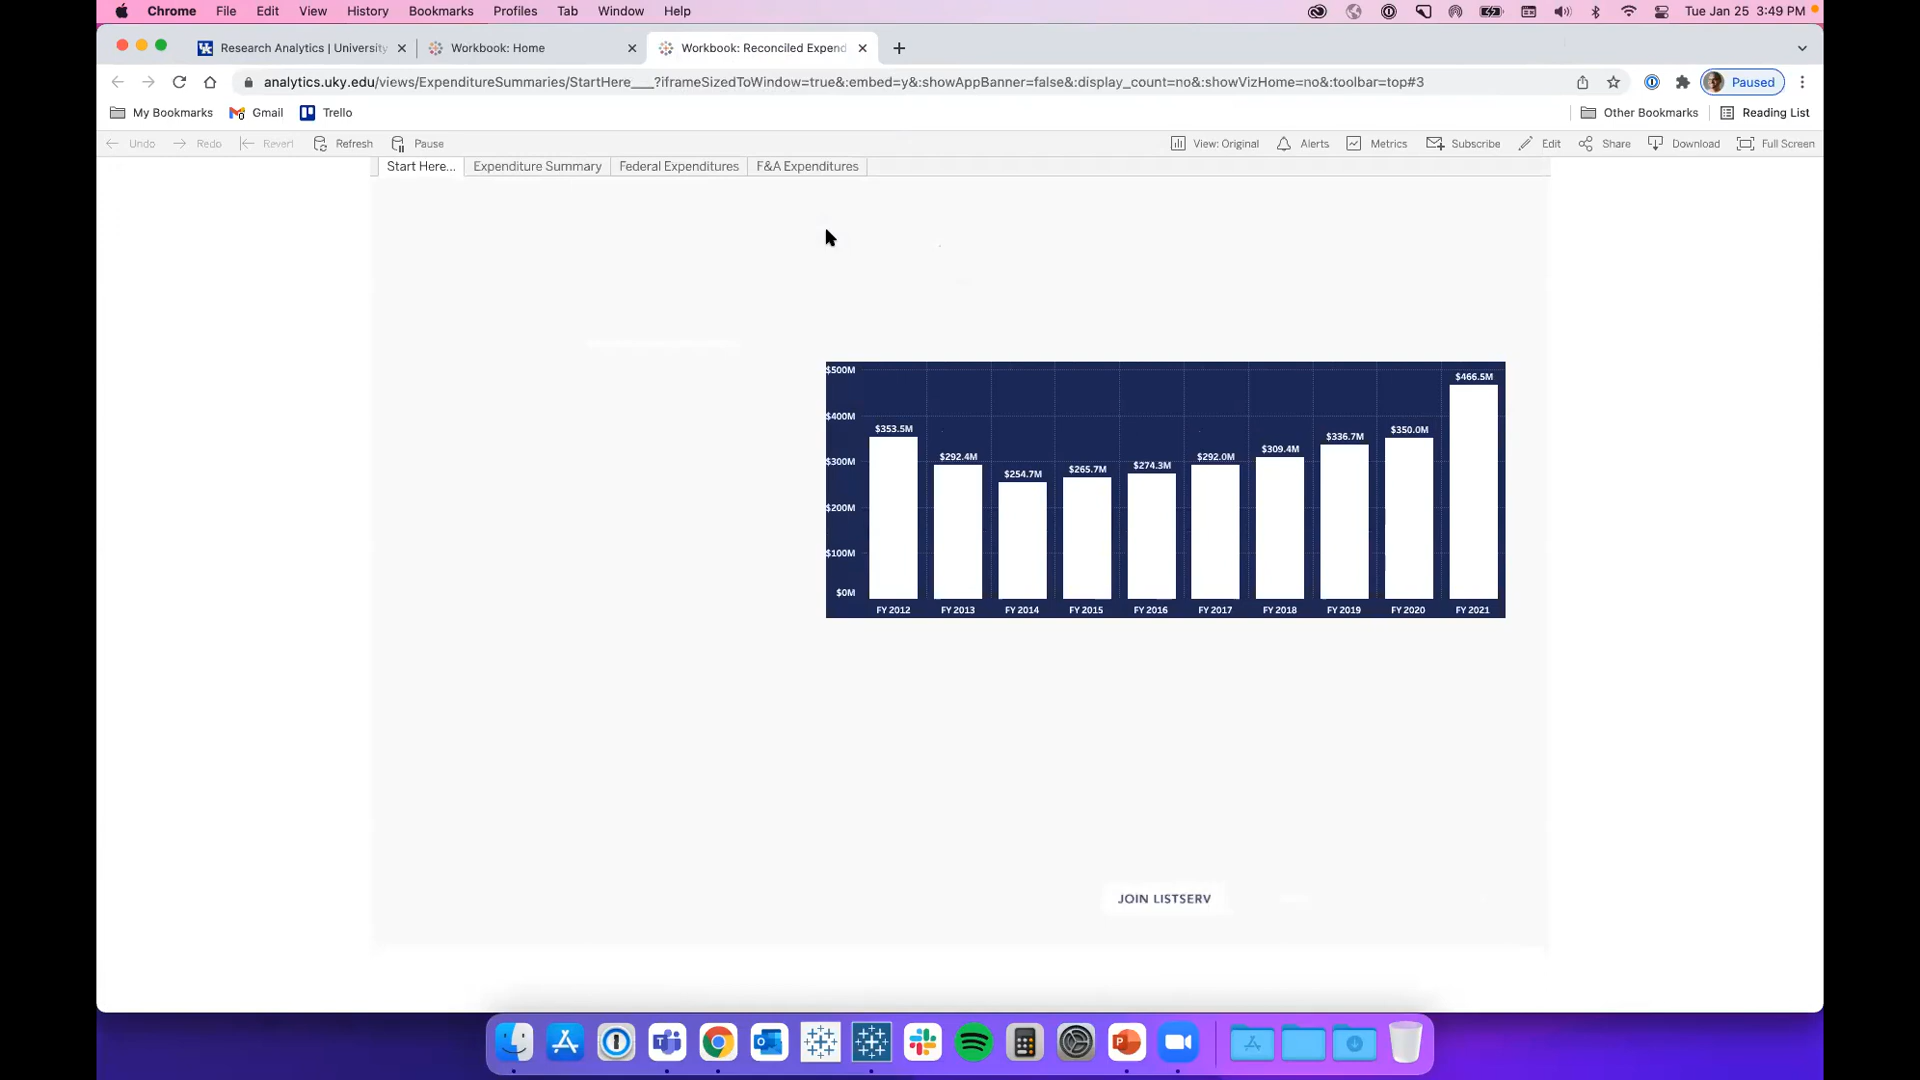 Chrome File Edit View History Bookmarks Profiles Tab Window Help Tue Jan 25 3:49 PM
Research Analytics | University Workbook: Home Workbook: Reconciled Expend
analytics.uky.edu/views/ExpenditureSummaries/StartHere___?iframeSizedToWindow=true&:embed=y&:showAppBanner=false&:display_count=no&:showVizHome=no&:toolbar=top#3 Paused
My Bookmarks Gmail Trello Other Bookmarks Reading List
Undo Redo Revert Refresh Pause View: Original Alerts Metrics Subscribe Edit Share Download Full Screen
Start Here... Expenditure Summary Federal Expenditures F&A Expenditures
$500M
$466.5M
$400M
$353.5M $350.0M
$336.7M
$309.4M
$300M
$292.4M $292.0M
$254.7M $265.7M $274.3M
$200M
$100M
$0M
FY 2012 FY 2013 FY 2014 FY 2015 FY 2016 FY 2017 FY 2018 FY 2019 FY 2020 FY 2021
JOIN LISTSERV